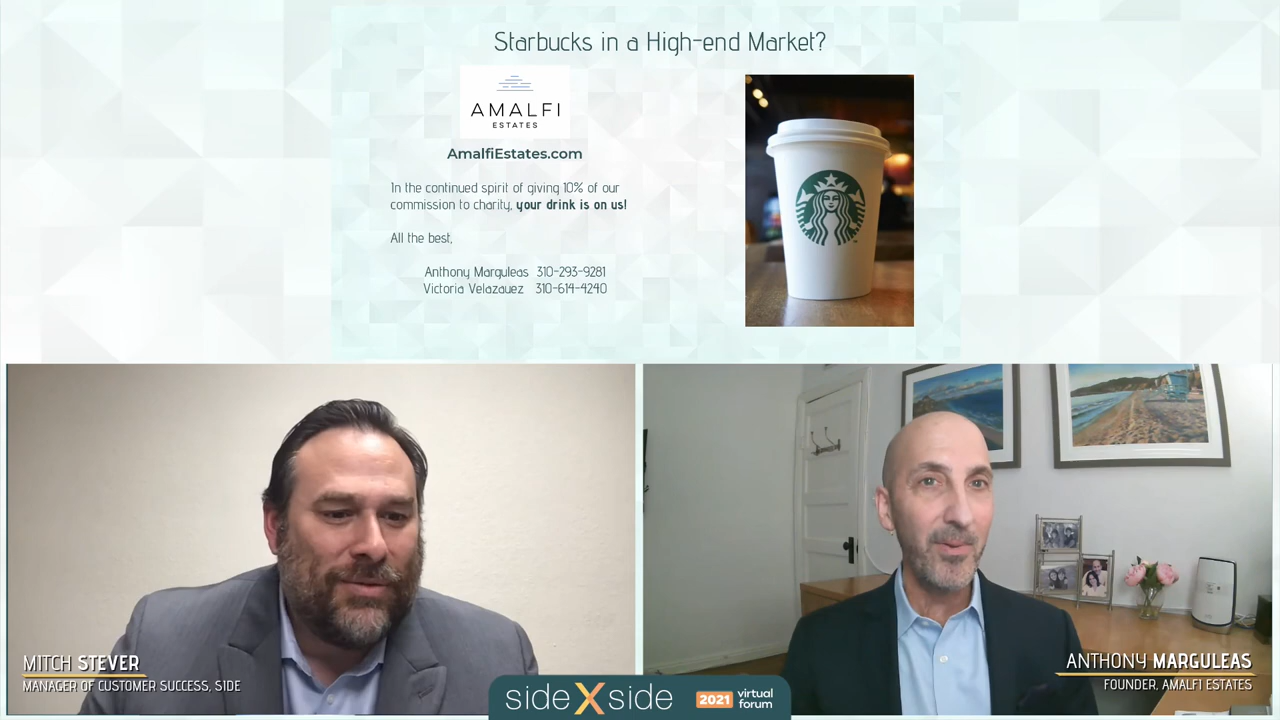 Starbucks in a High-end Market?
AMALFI
ESTATES
AmalfiEstates.com
In the continued spirit of giving 10% of our
commission to charity, your drink is on us!
All the best,
Anthony Marguleas 310-293-9281
Victoria Velazauez 310-614-4240
MITCH STEVER
MANAGER OF CUSTOMER SUCCESS, SIDE
ANTHONY MARGULEAS
FOUNDER, AMALFI ESTATES
side X side 2021 virtual
forum